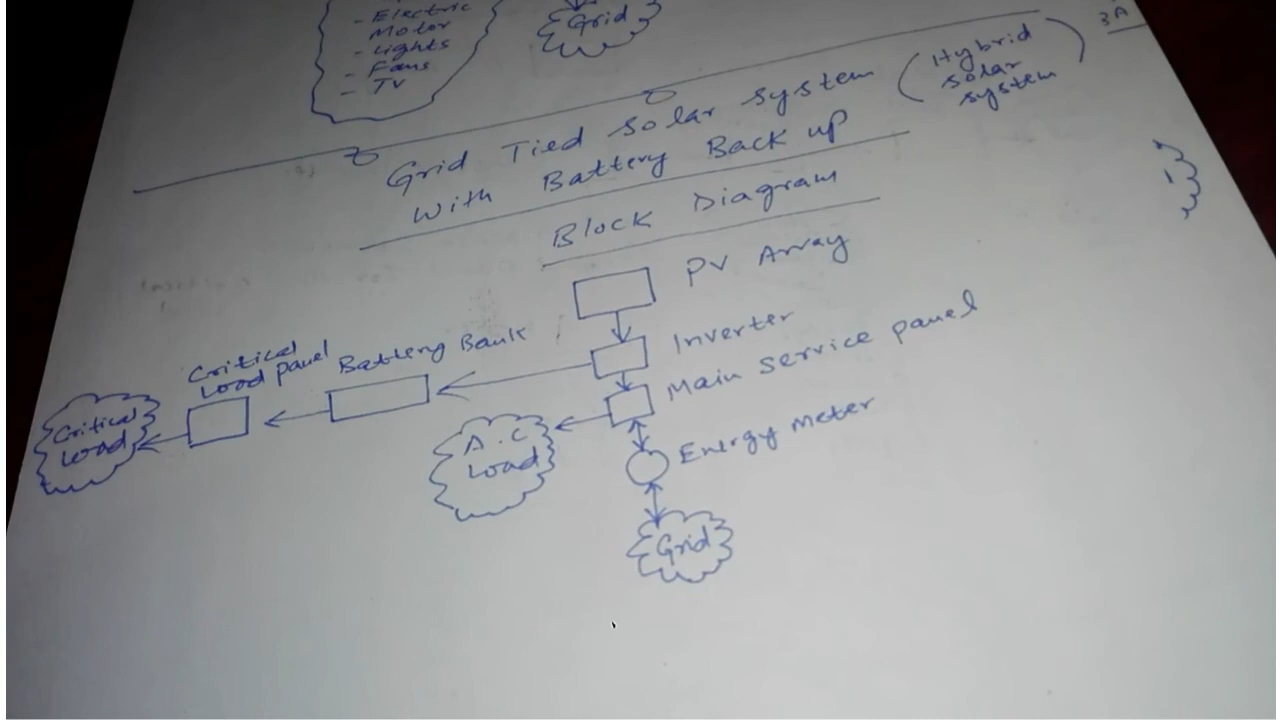 - Electric
Motor
- Lights
- Fans
- TV
Grid
3A
Grid Tied solar system
With Battery Back up
(Hybrid
solar
system)
Block Diagram
PV Array
Inverter
Main service panel
Energy meter
Grid
A.C
Load
Battery Bank
Critical
Load panel
Critical
Load